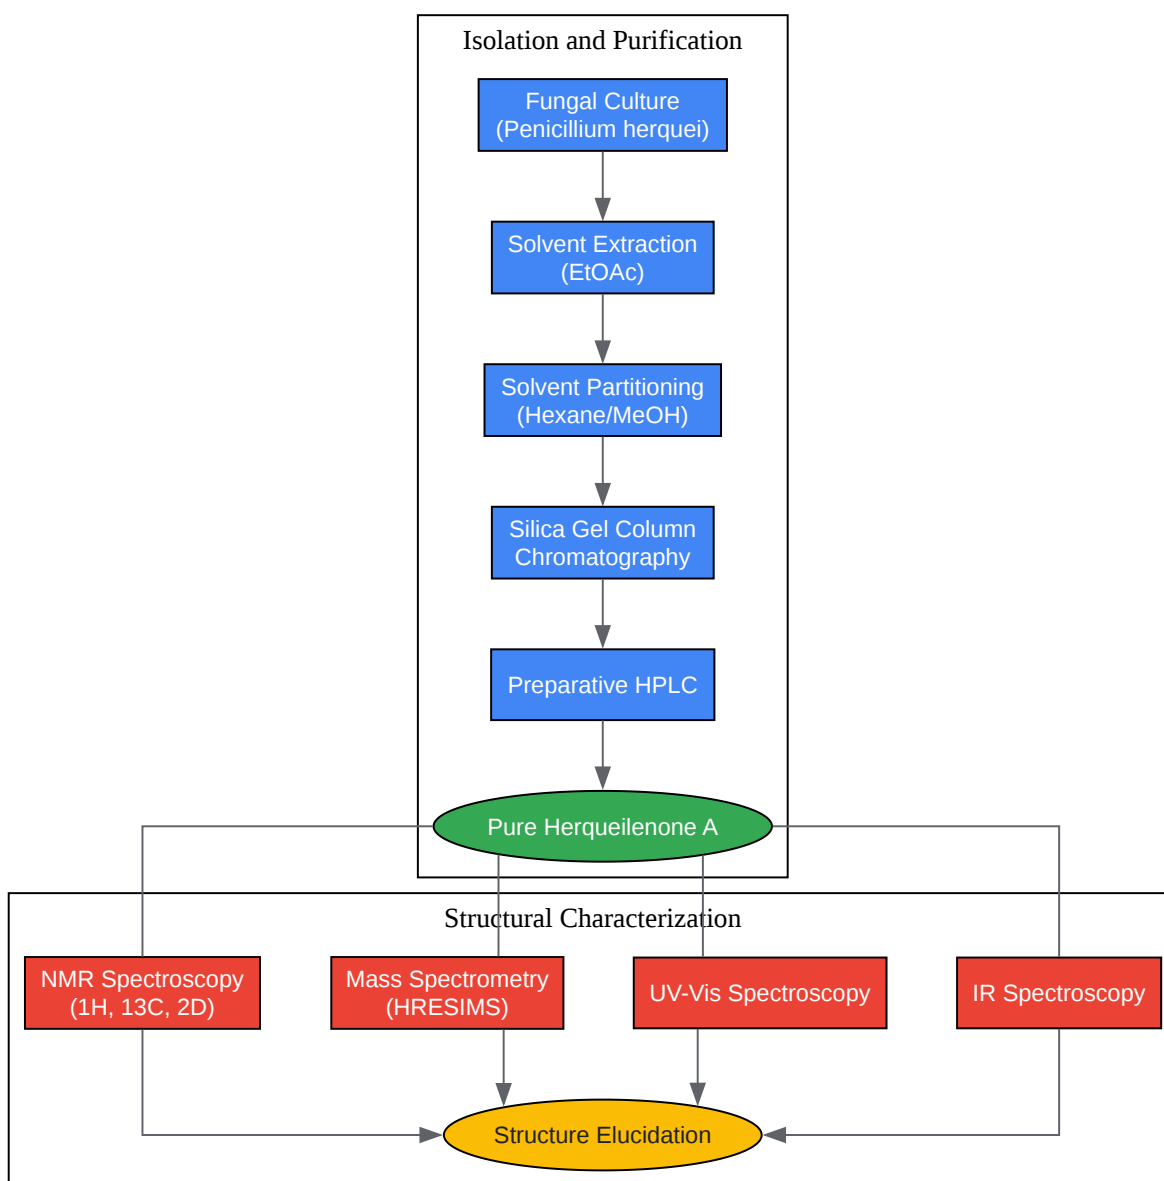 Isolation and Purification
Fungal Culture
(Penicillium herquei)
Solvent Extraction
(EtOAc)
Solvent Partitioning
(Hexane/MeOH)
Silica Gel Column
Chromatography
Preparative HPLC
Pure Herqueilenone A
Structural Characterization
NMR Spectroscopy
(1H, 13C, 2D)
Mass Spectrometry
(HRESIMS)
UV-Vis Spectroscopy
IR Spectroscopy
Structure Elucidation